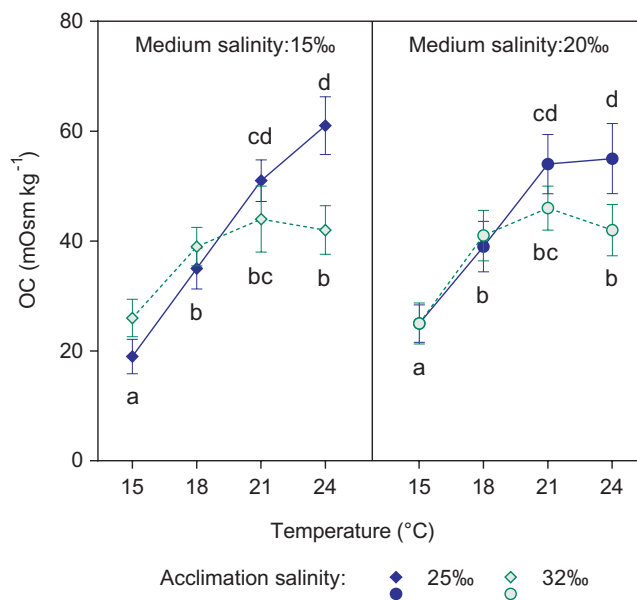 80
Medium salinity:15‰
Medium salinity:20‰
d
d
cd
cd
60
OC (mOsm kg⁻¹)
40
bc
b
bc
b
b
b
20
a
a
0
15 18 21 24 15 18 21 24
Temperature (°C)
Acclimation salinity: 25‰ 32‰